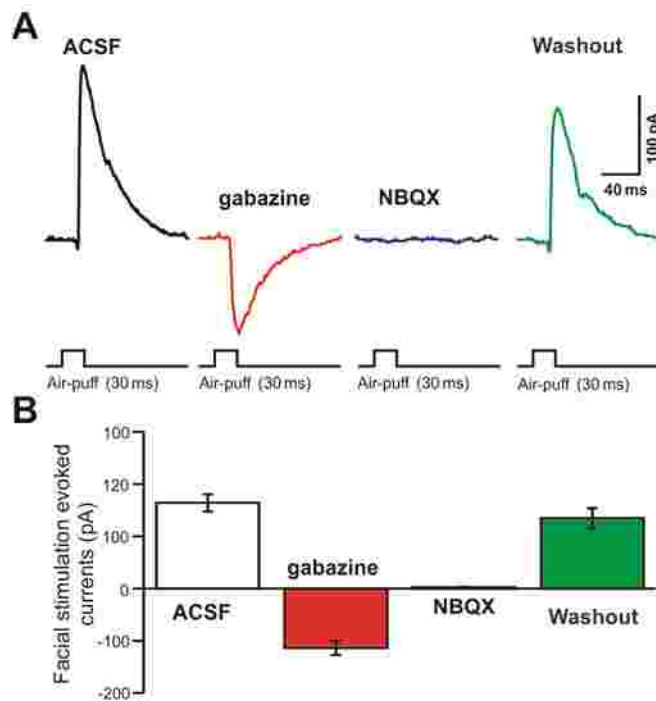 A
ACSF
Washout
100 pA
40 ms
gabazine
NBQX
Air-puff (30 ms)
Air-puff (30 ms)
Air-puff (30 ms)
Air-puff (30 ms)
B
Facial stimulation evoked
currents (pA)
100
120
100
0
-100
-200
ACSF
gabazine
NBQX
Washout